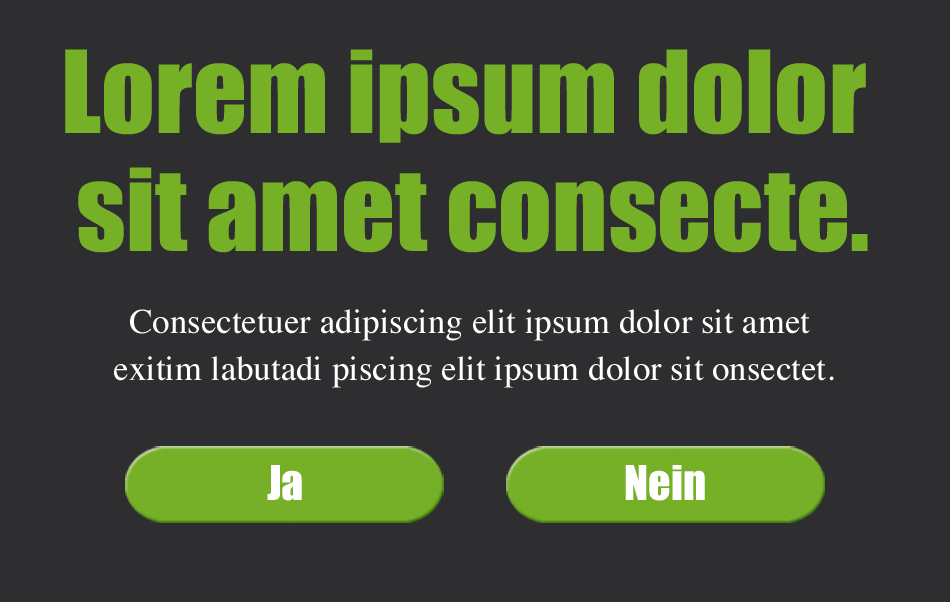 Lorem ipsum dolor
sit amet consecte.
Consectetuer adipiscing elit ipsum dolor sit amet
exitim labutadi piscing elit ipsum dolor sit onsectet.
Ja
Nein